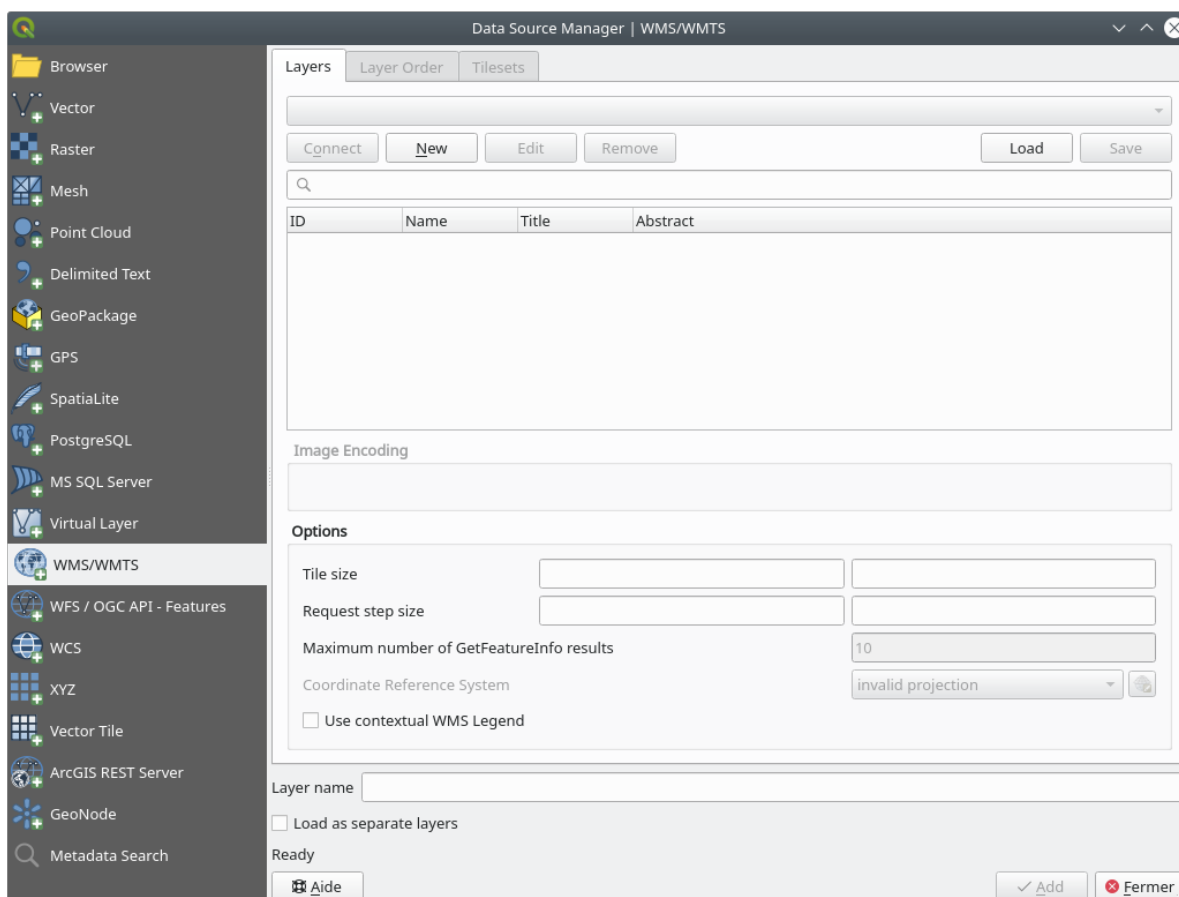 Data Source Manager | WMS/WMTS
Browser
Vector
Raster
Mesh
Point Cloud
Delimited Text
GeoPackage
GPS
SpatiaLite
PostgreSQL
MS SQL Server
Virtual Layer
WMS/WMTS
WFS / OGC API - Features
WCS
XYZ
Vector Tile
ArcGIS REST Server
GeoNode
Metadata Search
Layers Layer Order Tilesets
Connect New Edit Remove Load Save
ID Name Title Abstract
Image Encoding
Options
Tile size
Request step size
Maximum number of GetFeatureInfo results 10
Coordinate Reference System invalid projection
Use contextual WMS Legend
Layer name
Load as separate layers
Ready
Aide Add Fermer